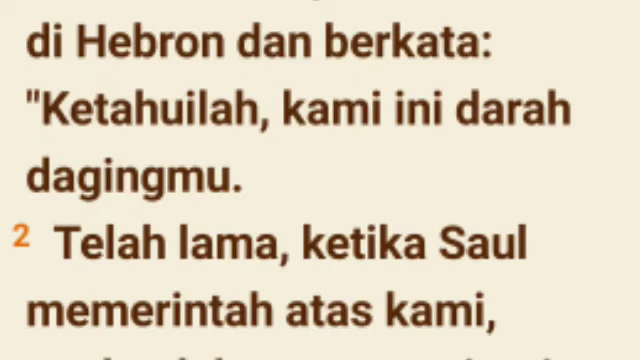 di Hebron dan berkata:
"Ketahuilah, kami ini darah
dagingmu.
2 Telah lama, ketika Saul
memerintah atas kami,